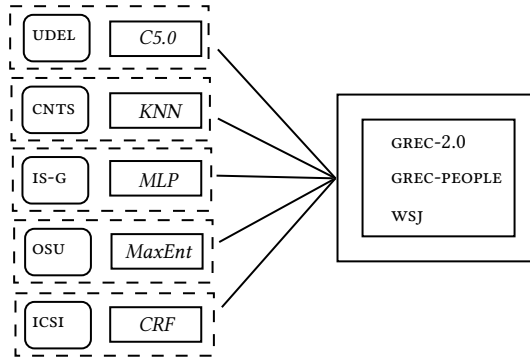 UDEL C5.0
CNTS KNN
IS-G MLP
OSU MaxEnt
ICSI CRF
GREC-2.0
GREC-PEOPLE
WSJ